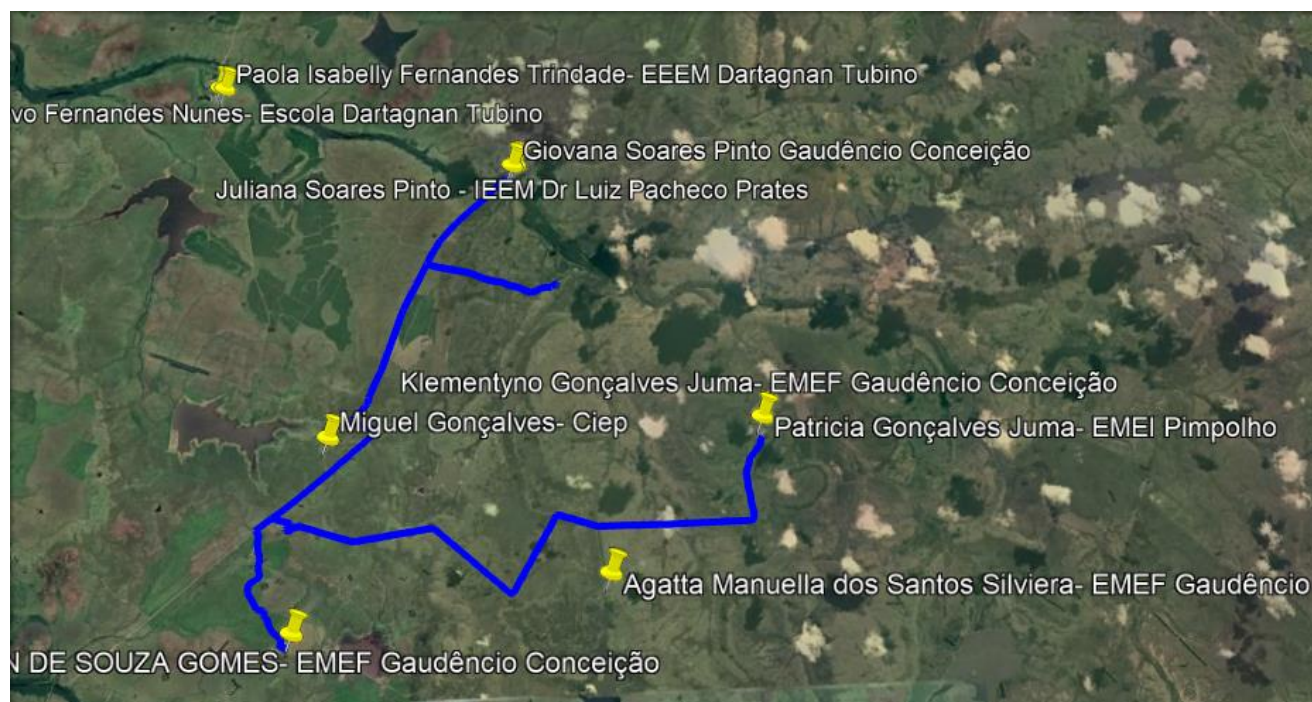 Paola Isabelly Fernandes Trindade- EEEM Dartagnan Tubino
vo Fernandes Nunes- Escola Dartagnan Tubino
Giovana Soares Pinto Gaudêncio Conceição
Juliana Soares Pinto - IEEM Dr Luiz Pacheco Prates
Klementyno Gonçalves Juma- EMEF Gaudêncio Conceição
Miguel Gonçalves- Ciep
Patricia Gonçalves Juma- EMEI Pimpolho
Agatta Manuella dos Santos Silviera- EMEF Gaudêncio
N DE SOUZA GOMES- EMEF Gaudêncio Conceição